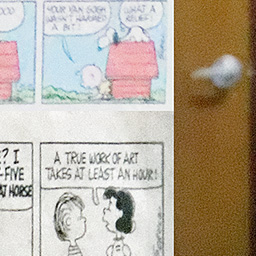 OOD
YOUR VAN GOGH
WASN'T HARMED
A BIT!
WHAT A
RELIEF!
? I
-FIVE
AT HORSE
A TRUE WORK OF ART
TAKES AT LEAST AN HOUR!